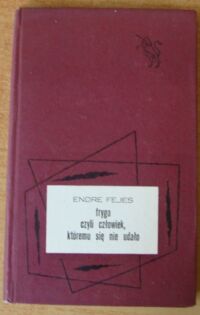 ENDRE FEJES
fryga
czyli człowiek,
któremu się nie udało